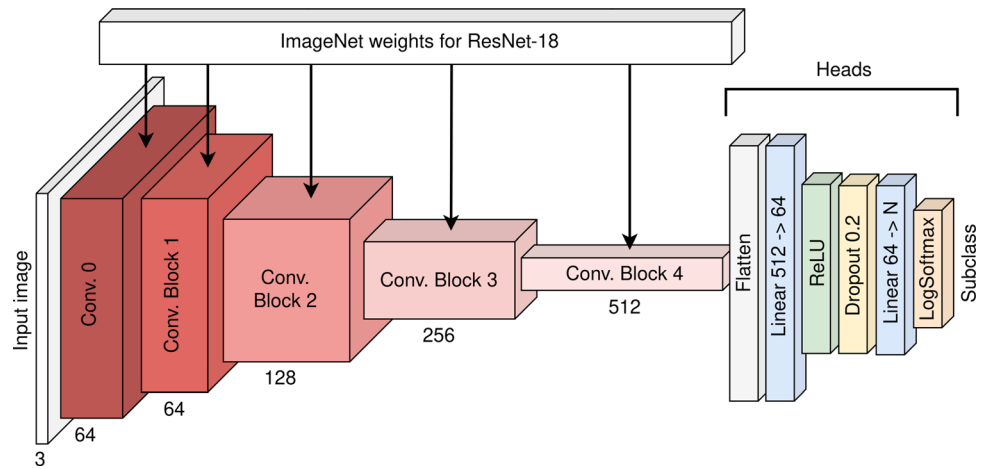 ImageNet weights for ResNet-18
Heads
Input image
3
Conv. 0
64
Conv. Block 1
64
Conv.
Block 2
128
Conv. Block 3
256
Conv. Block 4
512
Flatten
Linear 512 -> 64
ReLU
Dropout 0.2
Linear 64 -> N
LogSoftmax
Subclass